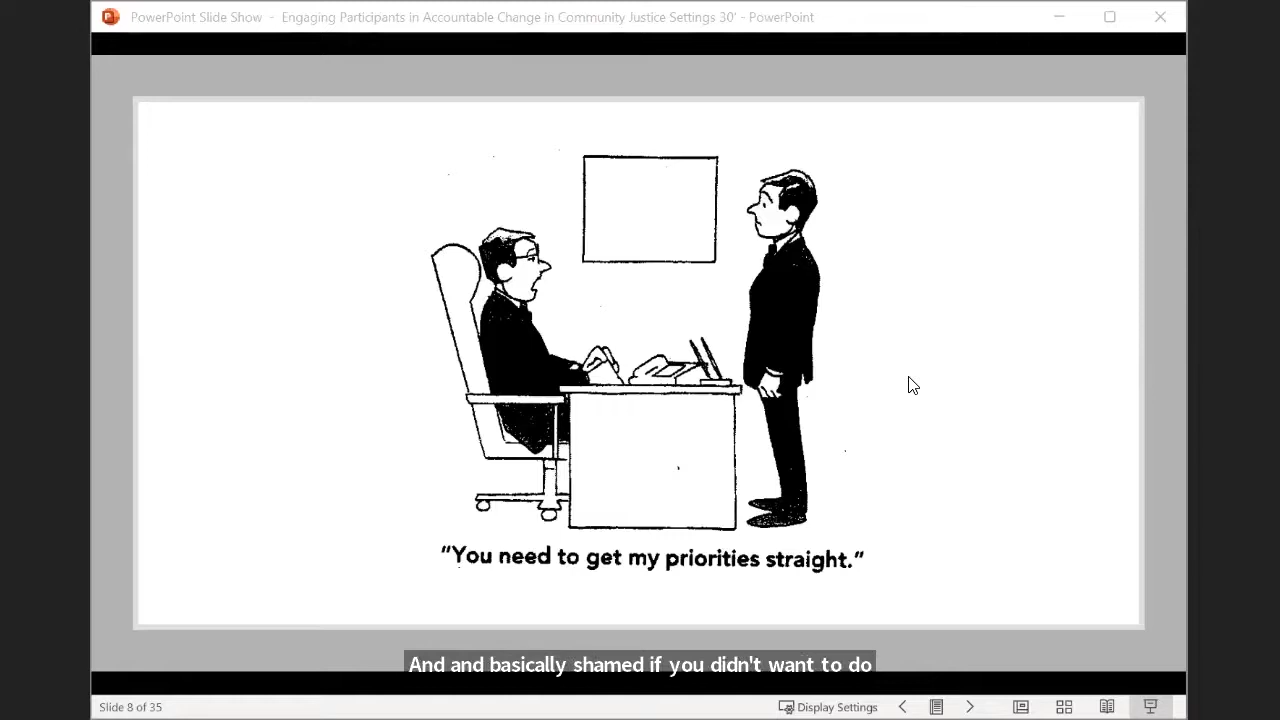 PowerPoint Slide Show - Engaging Participants in Accountable Change in Community Justice Settings 30' - PowerPoint
"You need to get my priorities straight."
And and basically shamed if you didn't want to do
Slide 8 of 35
Display Settings